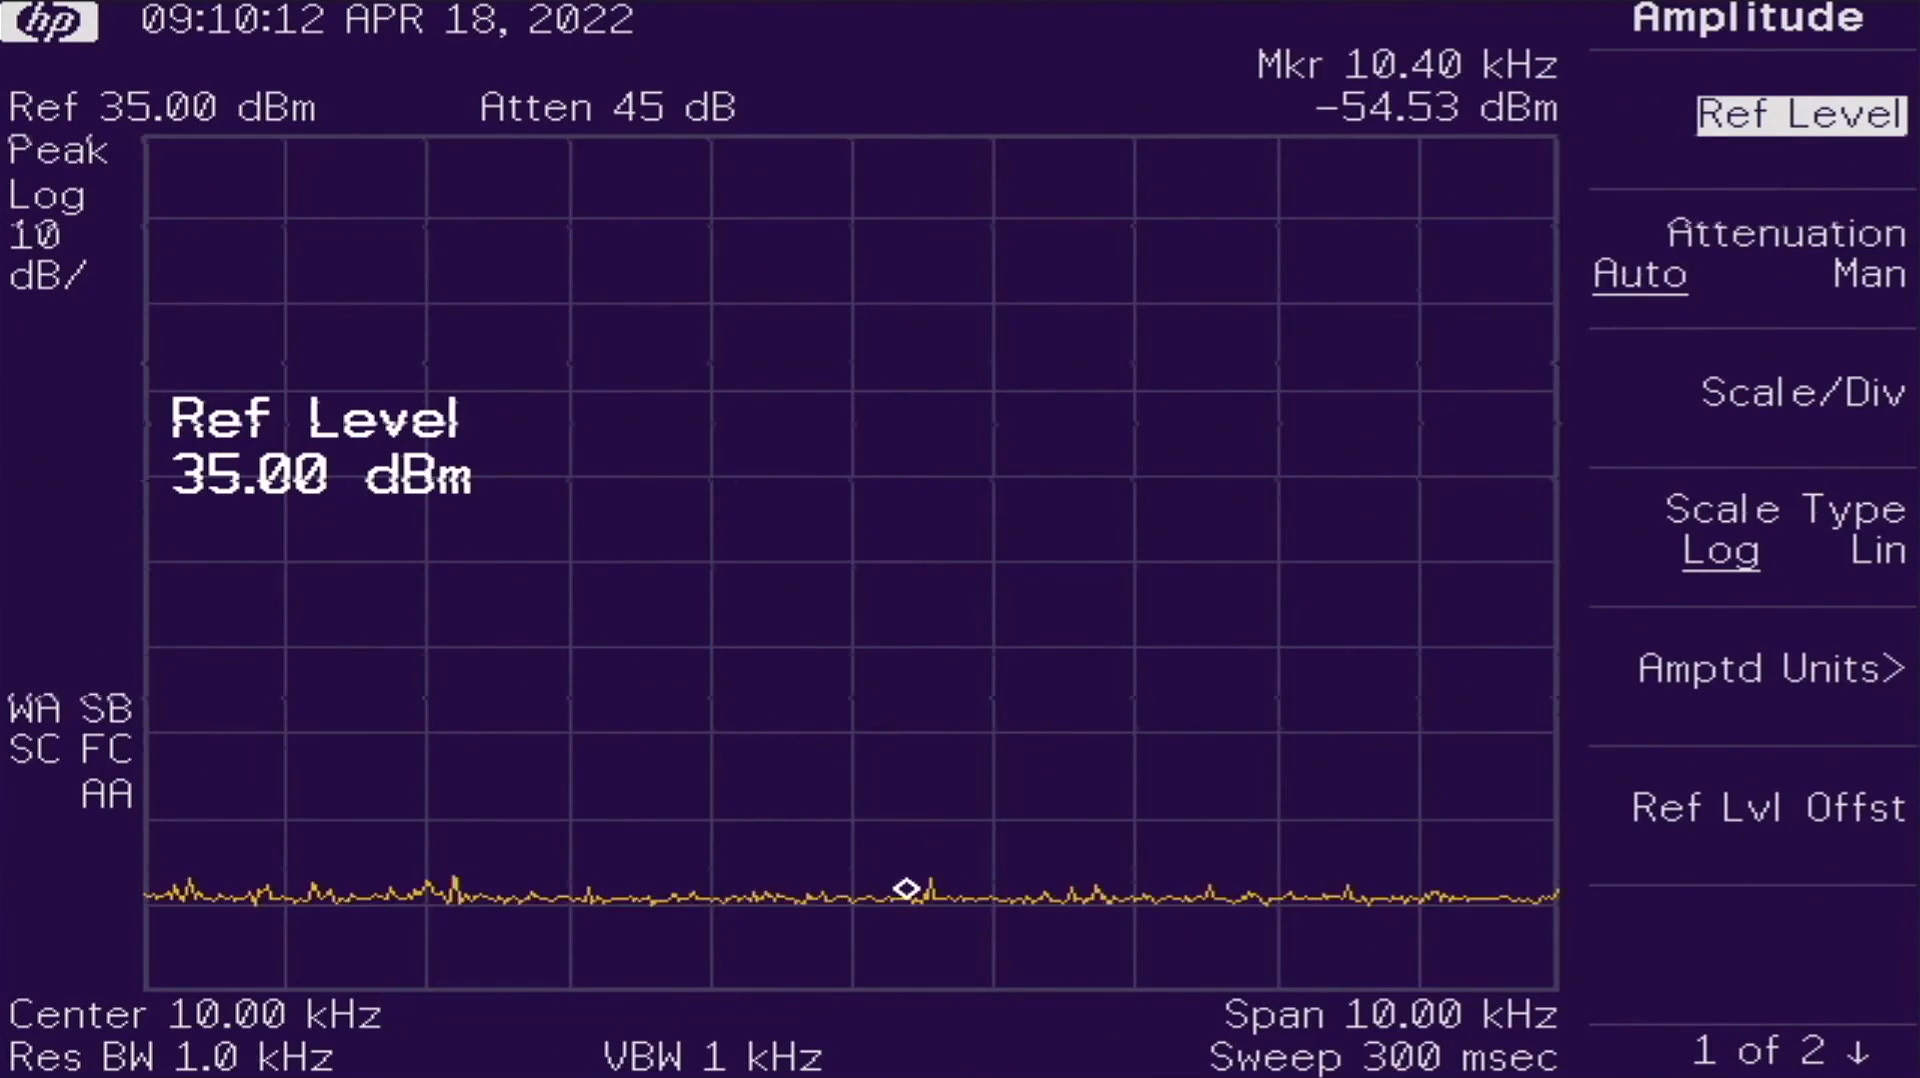 hp 09:10:12 APR 18, 2022
Mkr 10.40 kHz
Ref 35.00 dBm Atten 45 dB -54.53 dBm
Peak
Log
10
dB/
Ref Level
35.00 dBm
WA SB
SC FC
AA
Center 10.00 kHz Span 10.00 kHz
Res BW 1.0 kHz VBW 1 kHz Sweep 300 msec
Amplitude
Ref Level
Attenuation
Auto Man
Scale/Div
Scale Type
Log Lin
Amptd Units>
Ref Lvl Offst
1 of 2 ↓